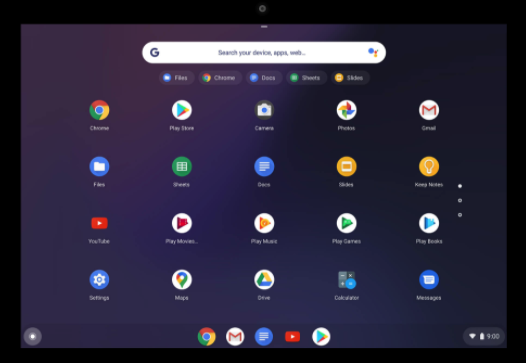 G Search your device, apps, web...
Files Chrome Docs Sheets Slides
Chrome Play Store Camera Photos Gmail
Files Sheets Docs Slides Keep Notes
YouTube Play Movies... Play Music Play Games Play Books
Settings Maps Drive Calculator Messages
9:00